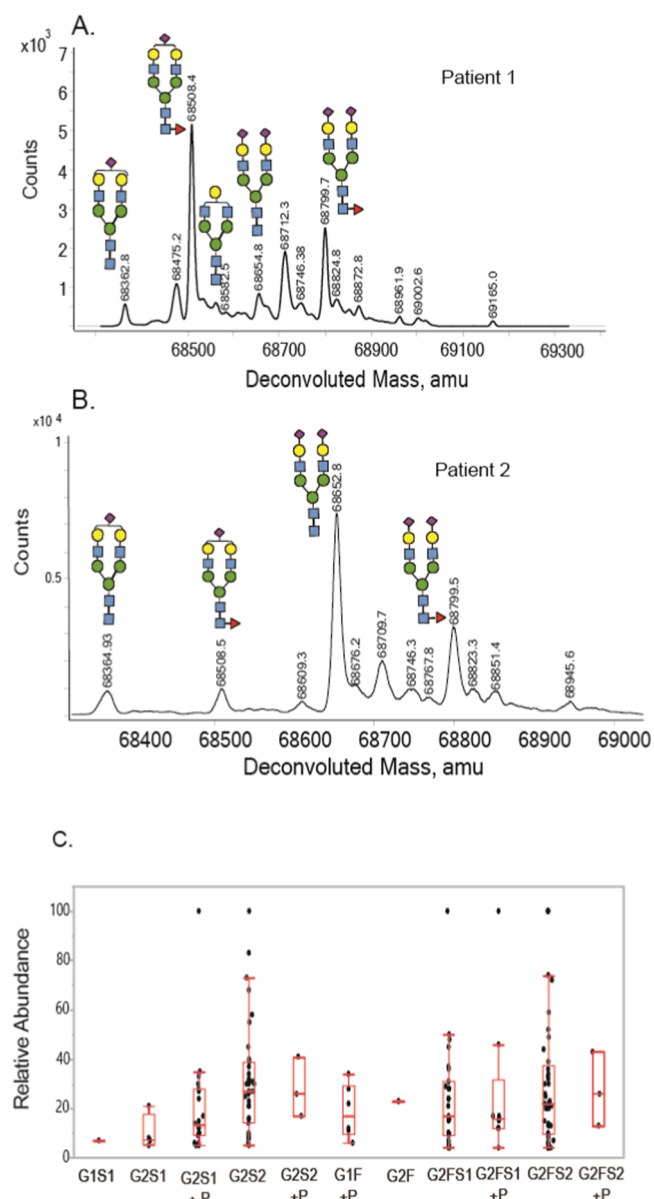 A.
x10³
7
6
5
4
3
2
1
Counts
Patient 1
68362.8
68475.2
68508.4
68582.5
68654.8
68712.3
68746.38
68799.7
68824.8
68872.8
68961.9
69002.6
69165.0
68500 68700 68900 69100 69300
Deconvoluted Mass, amu
B.
x10 4
1
0.5
Counts
Patient 2
68364.93
68508.5
68609.3
68652.8
68676.2
68709.7
68746.3
68767.8
68799.5
68823.3
68851.4
68945.6
68400 68500 68600 68700 68800 68900 69000
Deconvoluted Mass, amu
C.
100
80
60
40
20
0
Relative Abundance
G1S1 G2S1 G2S1 G2S2 G2S2 G1F G2F G2FS1 G2FS1 G2FS2 G2FS2
+P +P +P +P +P